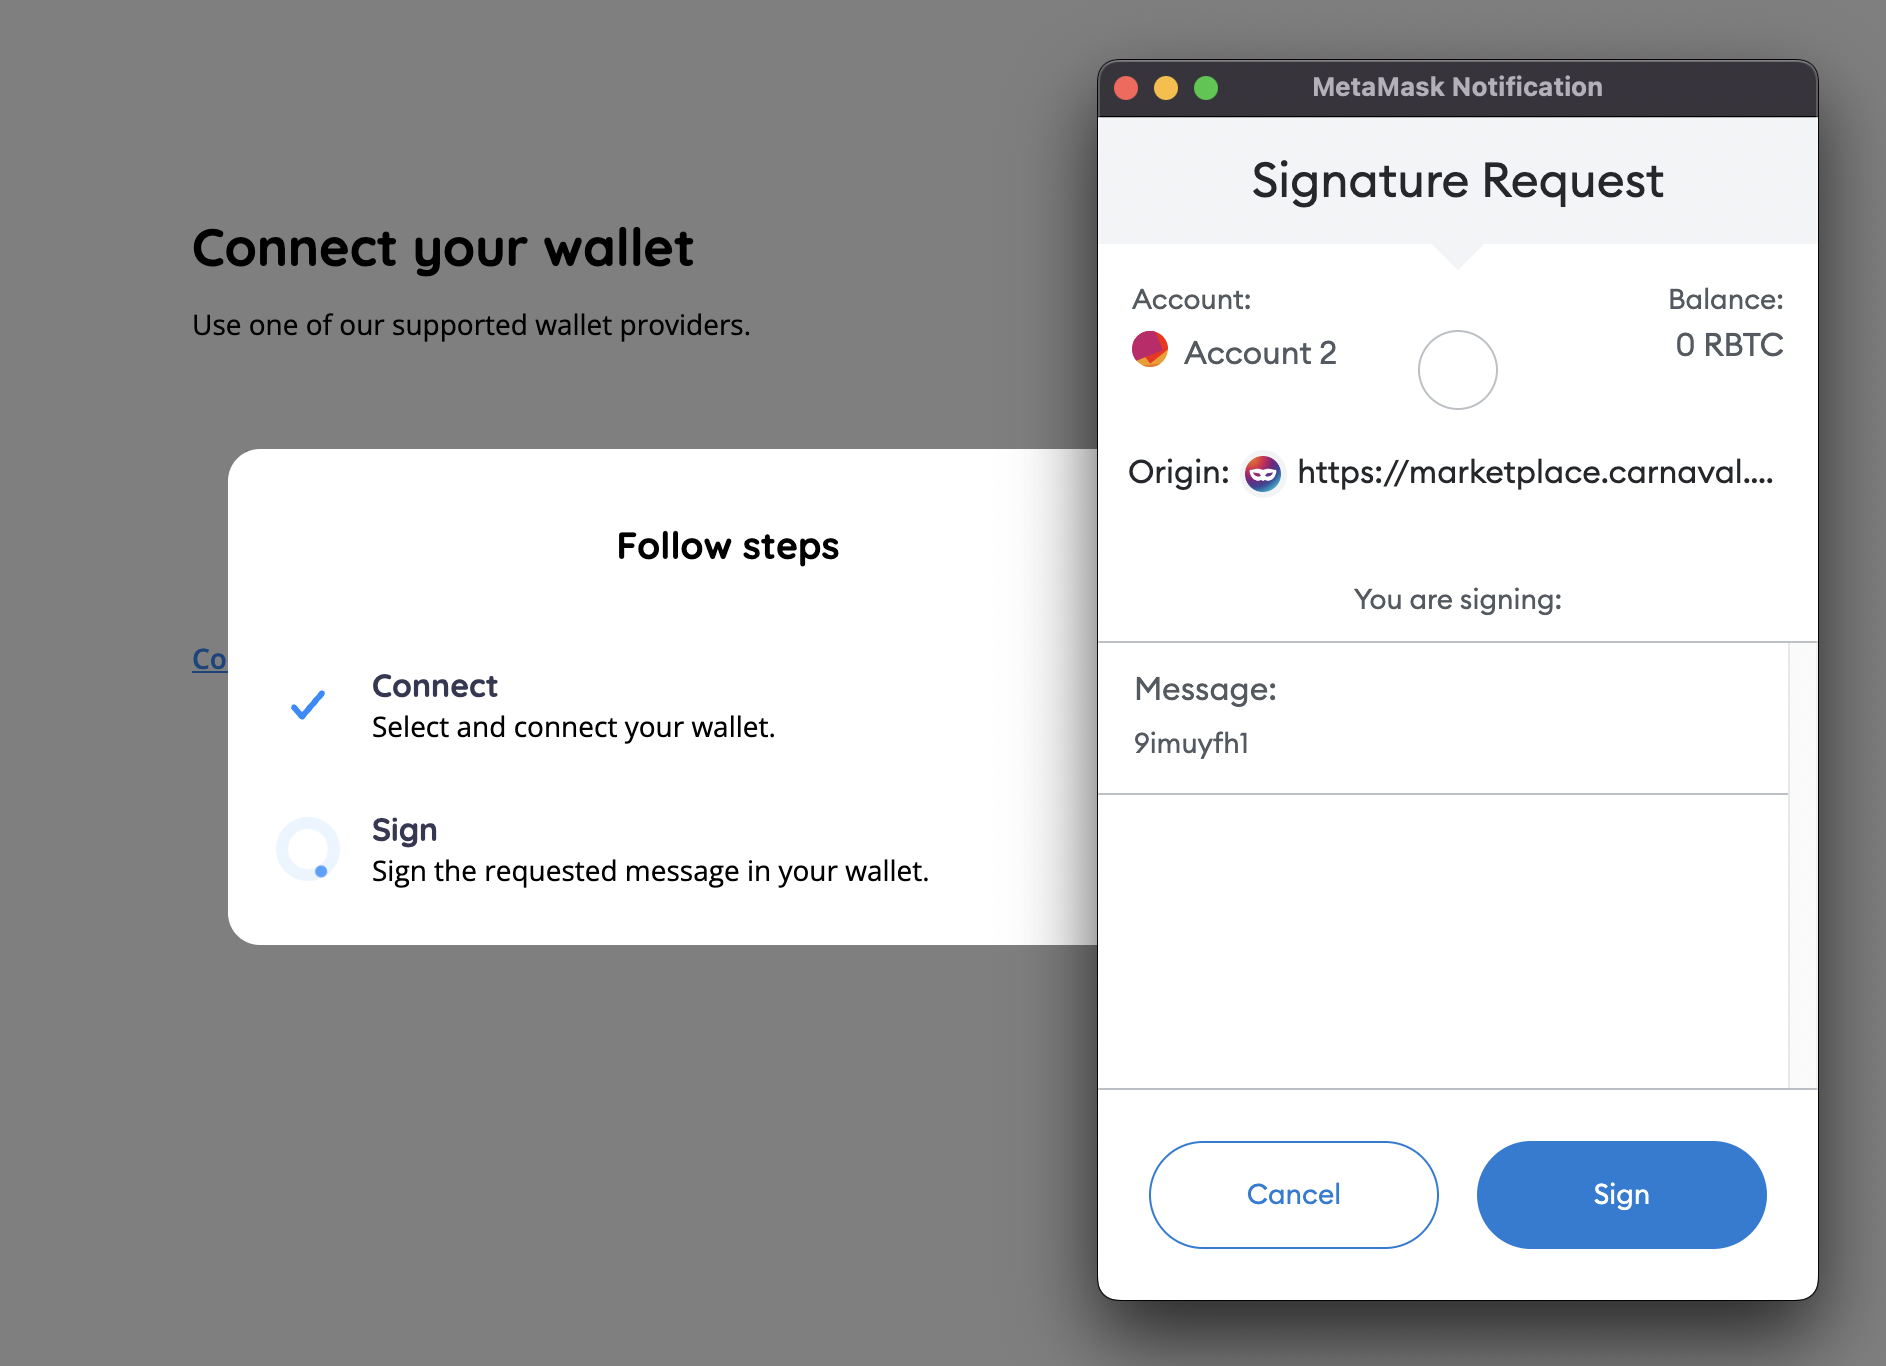 Connect your wallet
Use one of our supported wallet providers.
Co
Follow steps
Connect
Select and connect your wallet.
Sign
Sign the requested message in your wallet.
MetaMask Notification
Signature Request
Account:
Account 2
Balance:
0 RBTC
Origin: https://marketplace.carnaval....
You are signing:
Message:
9imuyfh1
Cancel
Sign